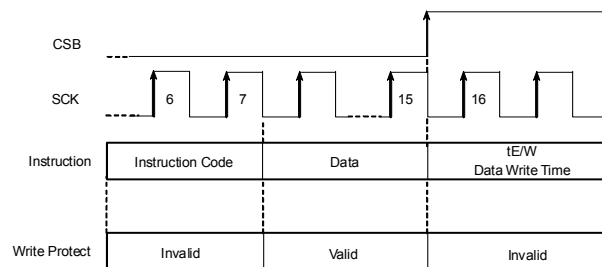 CSB
SCK
6
7
15
16
Instruction
Instruction Code
Data
tE/W
Data Write Time
Write Protect
Invalid
Valid
Invalid